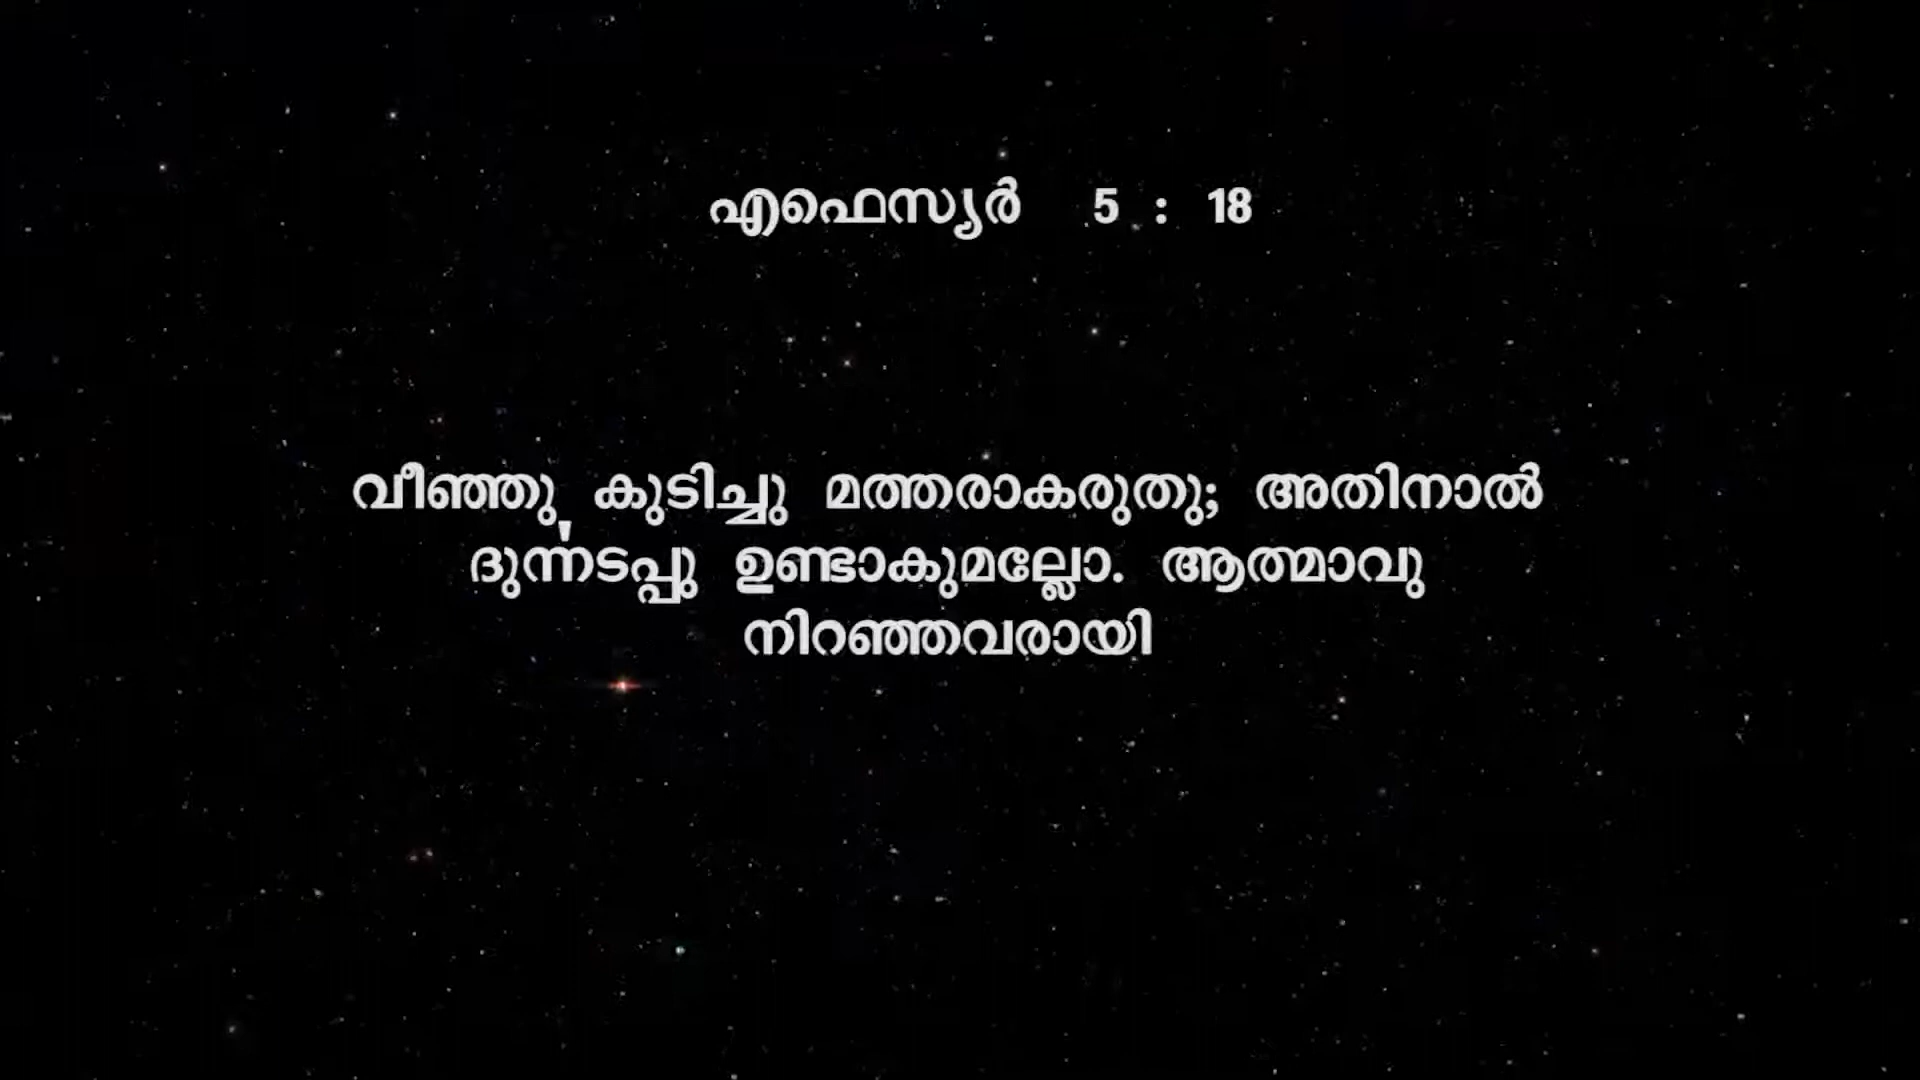 എഫെസ്യർ 5 : 18
വീഞ്ഞു കുടിച്ചു മത്തരാകരുതു; അതിനാൽ
ദുർന്നടപ്പു ഉണ്ടാകുമല്ലോ. ആത്മാവു
നിറഞ്ഞവരായി